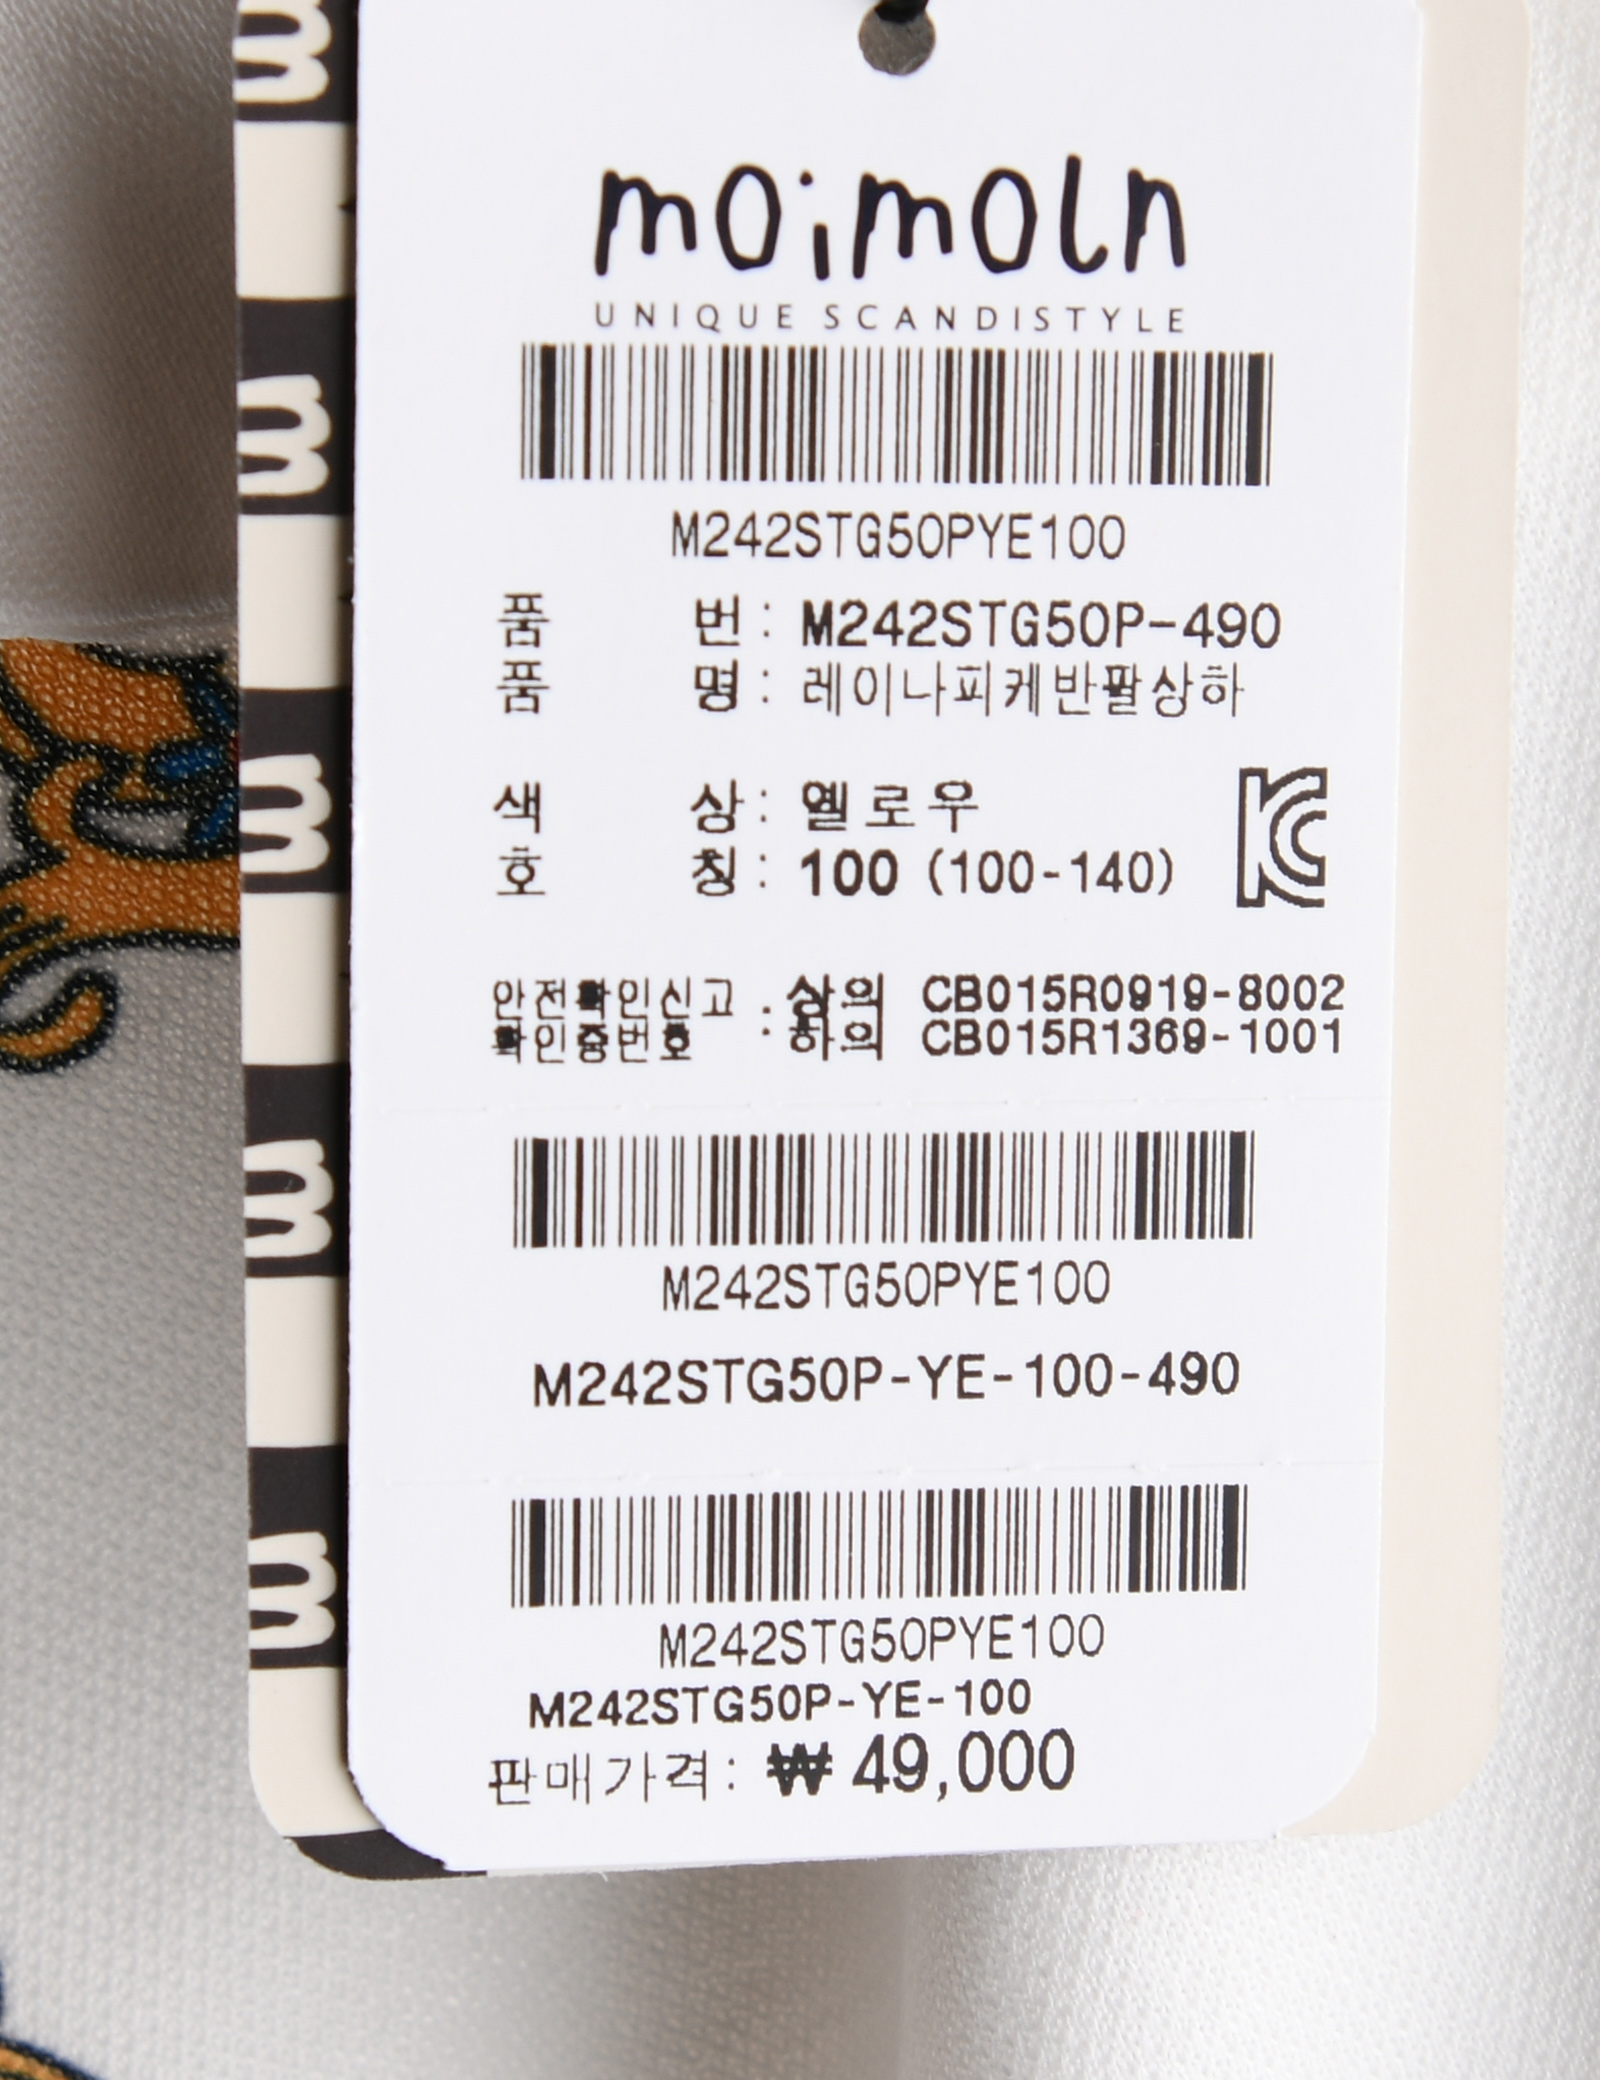 moimoln
UNIQUE SCANDISTYLE
M242STG50PYE100
품 번 : M242STG50P-490
품 명 : 레이나피케반팔상하
색 상 : 옐로우
호 칭 : 100 (100-140)
KC
안전확인신고 : 상의 CB015R0919-8002
확인증번호 하의 CB015R1369-1001
M242STG50PYE100
M242STG50P-YE-100-490
M242STG50PYE100
M242STG50P-YE-100
판매가격 : ₩ 49,000
m
m
m
m
m